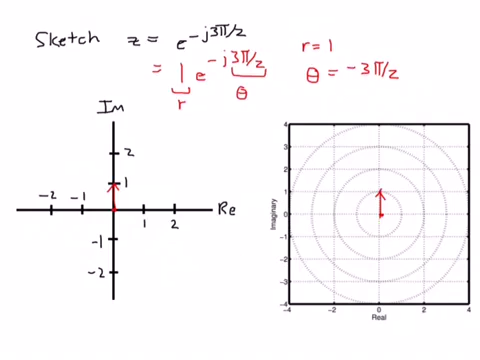 Sketch z = e^-j3π/2
= 1 e^-j3π/2
r θ
r = 1
θ = -3π/2
Im
2
1
-2 -1 1 2 Re
-1
-2
4
3
2
1
0
-1
-2
-3
-4
Imaginary
-4 -2 0 2 4
Real